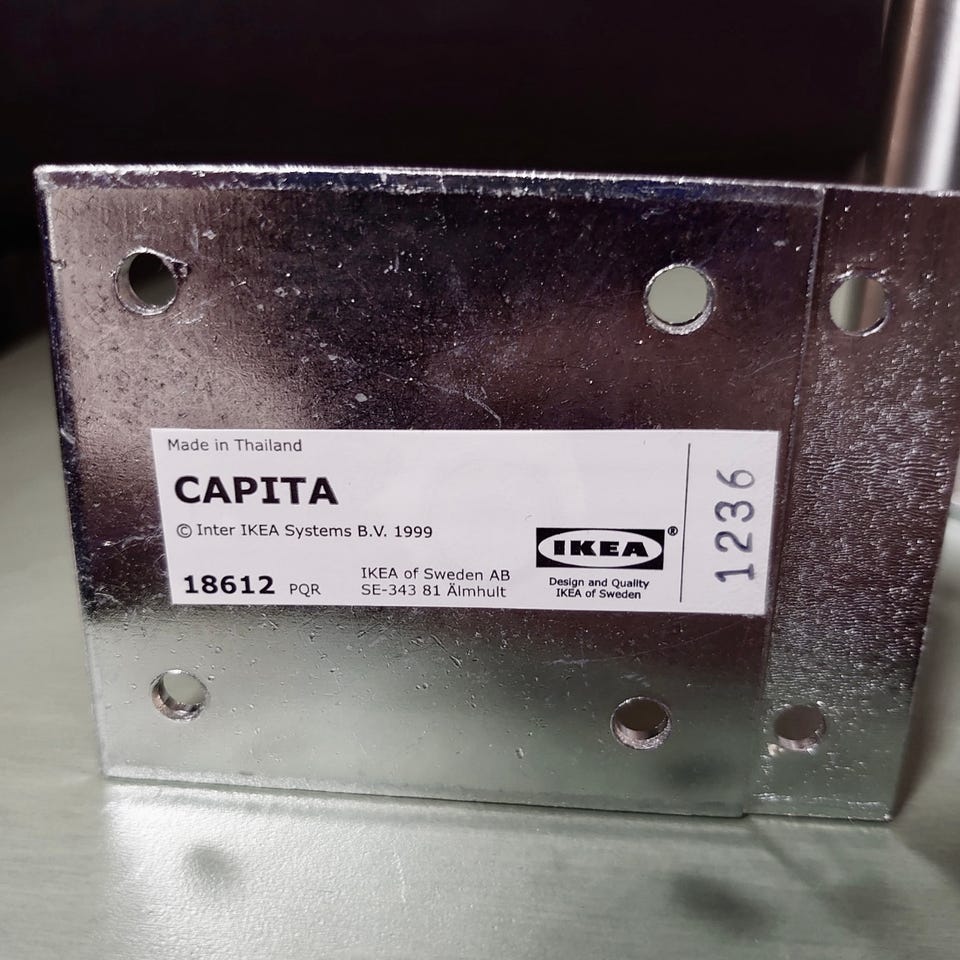 Made in Thailand
CAPITA
© Inter IKEA Systems B.V. 1999
18612 PQR
IKEA of Sweden AB
SE-343 81 Älmhult
IKEA®
Design and Quality
IKEA of Sweden
1236